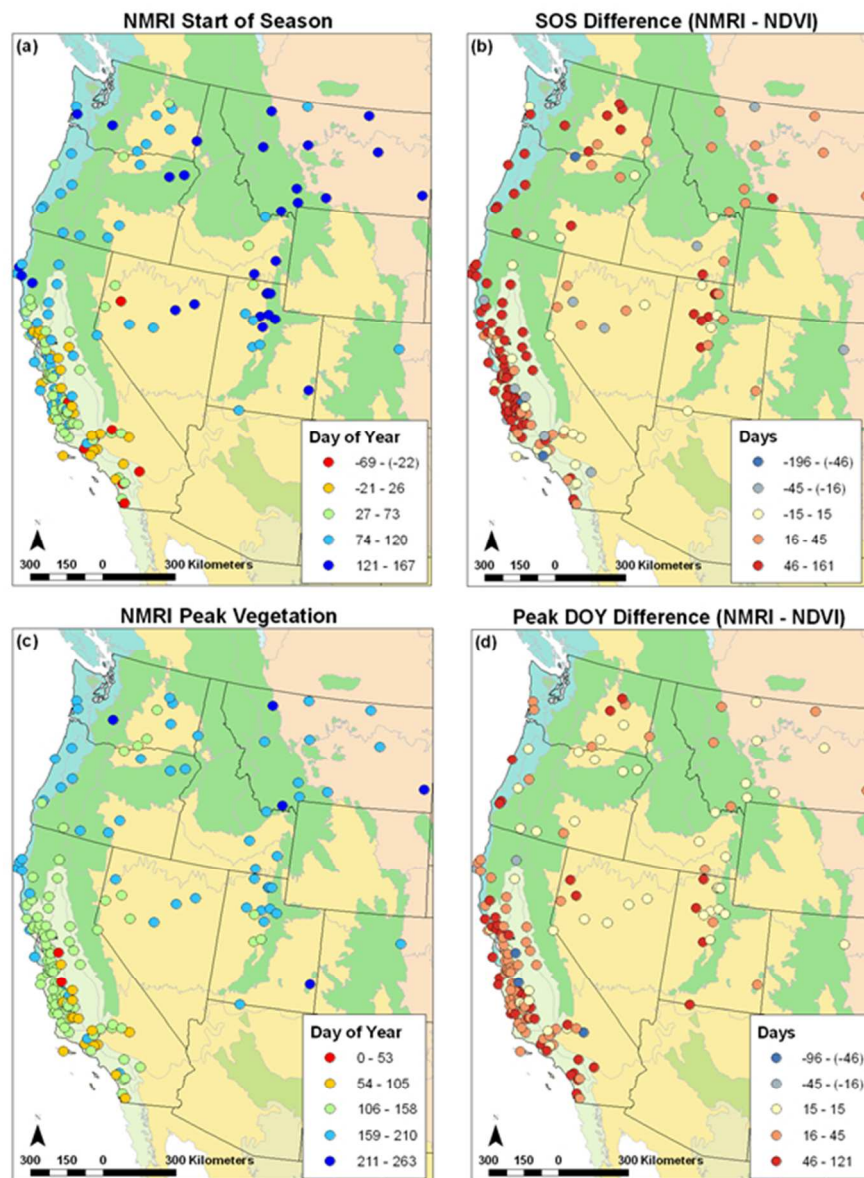 NMRI Start of Season
(a)
Day of Year
-69 - (-22)
-21 - 26
27 - 73
74 - 120
121 - 167
N
300 150 0 300 Kilometers
SOS Difference (NMRI - NDVI)
(b)
Days
-196 - (-46)
-45 - (-16)
-15 - 15
16 - 45
46 - 161
N
300 150 0 300 Kilometers
NMRI Peak Vegetation
(c)
Day of Year
0 - 53
54 - 105
106 - 158
159 - 210
211 - 263
N
300 150 0 300 Kilometers
Peak DOY Difference (NMRI - NDVI)
(d)
Days
-96 - (-46)
-45 - (-16)
15 - 15
16 - 45
46 - 121
N
300 150 0 300 Kilometers